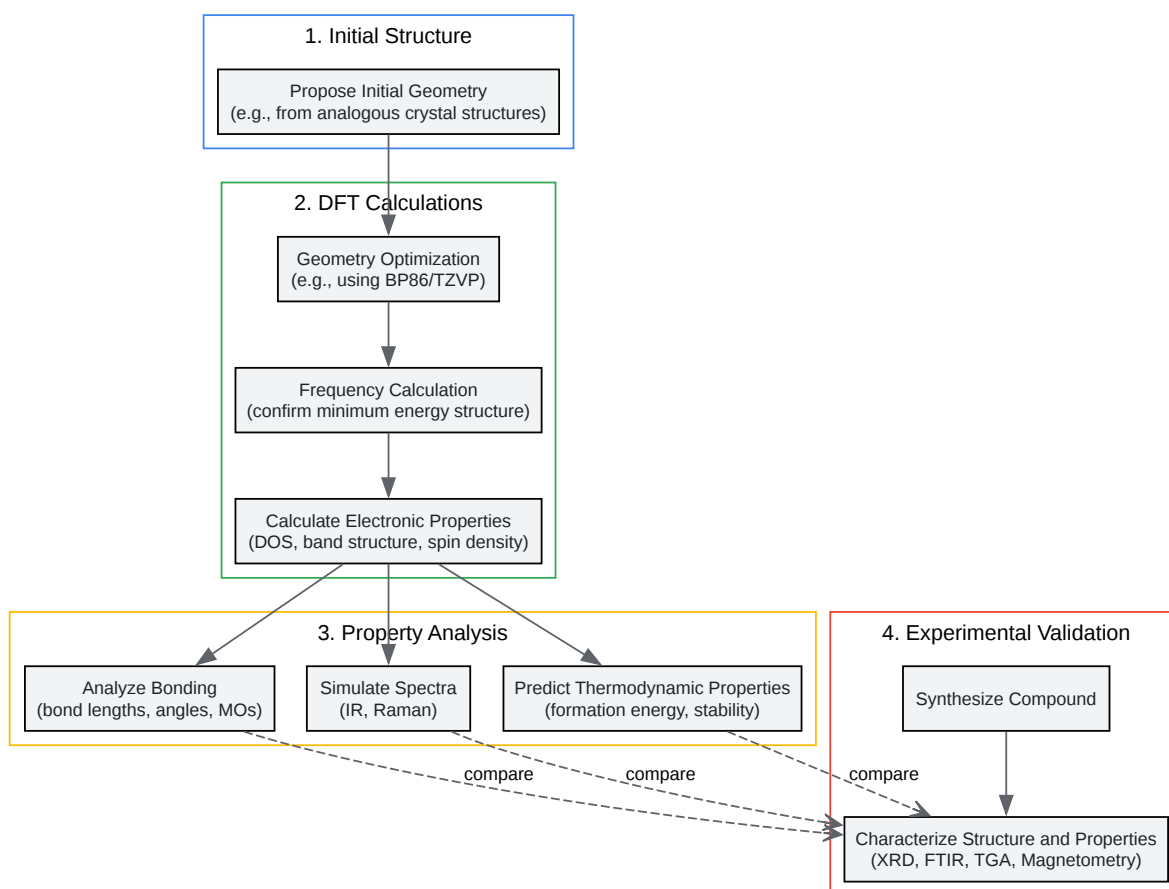 1. Initial Structure
Propose Initial Geometry
(e.g., from analogous crystal structures)
2. DFT Calculations
Geometry Optimization
(e.g., using BP86/TZVP)
Frequency Calculation
(confirm minimum energy structure)
Calculate Electronic Properties
(DOS, band structure, spin density)
3. Property Analysis
Analyze Bonding
(bond lengths, angles, MOs)
Simulate Spectra
(IR, Raman)
Predict Thermodynamic Properties
(formation energy, stability)
4. Experimental Validation
Synthesize Compound
compare
compare
compare
Characterize Structure and Properties
(XRD, FTIR, TGA, Magnetometry)